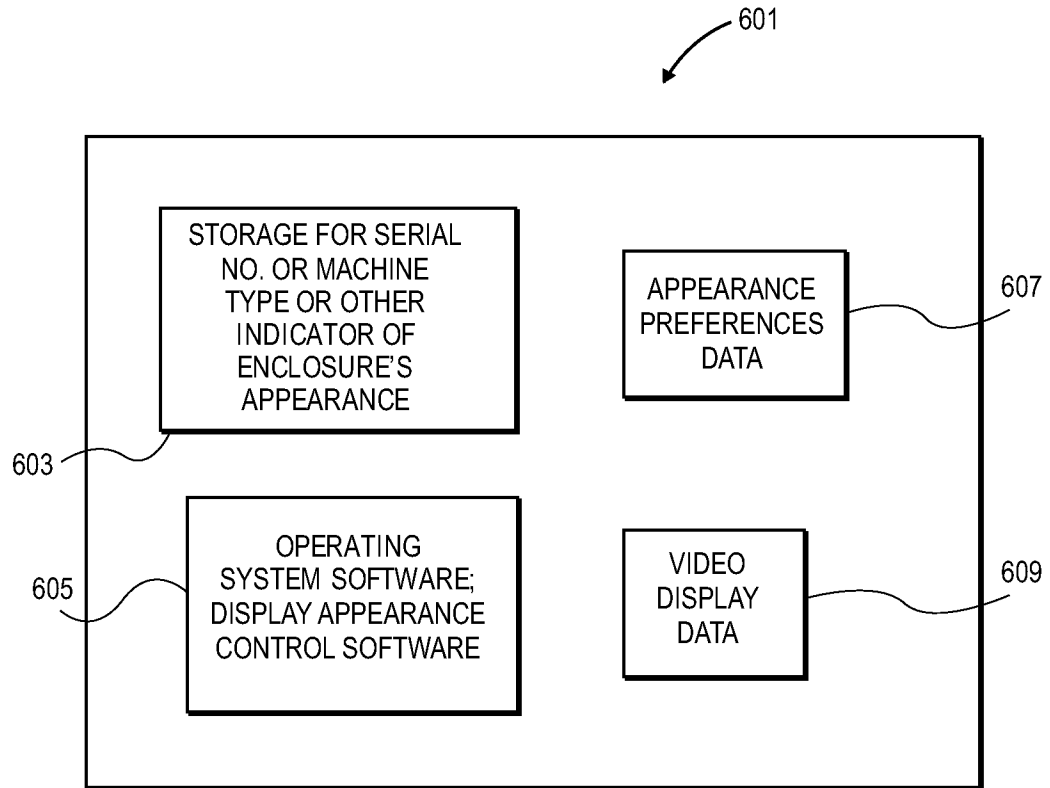 601
STORAGE FOR SERIAL
NO. OR MACHINE
TYPE OR OTHER
INDICATOR OF
ENCLOSURE'S
APPEARANCE
603
APPEARANCE
PREFERENCES
DATA
607
OPERATING
SYSTEM SOFTWARE;
DISPLAY APPEARANCE
CONTROL SOFTWARE
605
VIDEO
DISPLAY
DATA
609